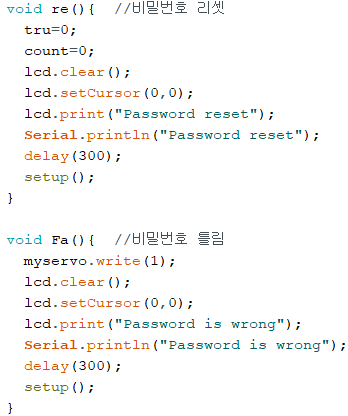 void re(){  //비밀번호 리셋
  tru=0;
  count=0;
  lcd.clear();
  lcd.setCursor(0,0);
  lcd.print("Password reset");
  Serial.println("Password reset");
  delay(300);
  setup();
}

void Fa(){  //비밀번호 틀림
  myservo.write(1);
  lcd.clear();
  lcd.setCursor(0,0);
  lcd.print("Password is wrong");
  Serial.println("Password is wrong");
  delay(300);
  setup();
}